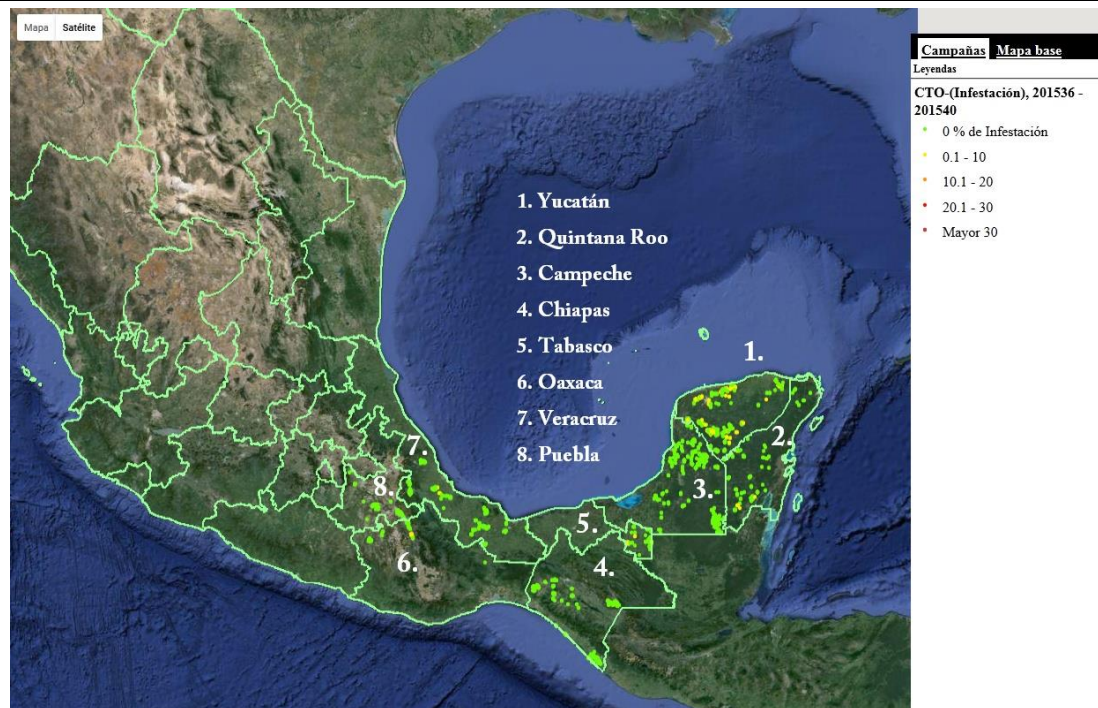 Mapa Satélite
Campañas Mapa base
Leyendas
CTO-(Infestación), 201536 -
201540
0 % de Infestación
0.1 - 10
10.1 - 20
20.1 - 30
Mayor 30
1. Yucatán
2. Quintana Roo
3. Campeche
4. Chiapas
5. Tabasco
6. Oaxaca
7. Veracruz
8. Puebla
1.
2.
3.
4.
5.
6.
7.
8.